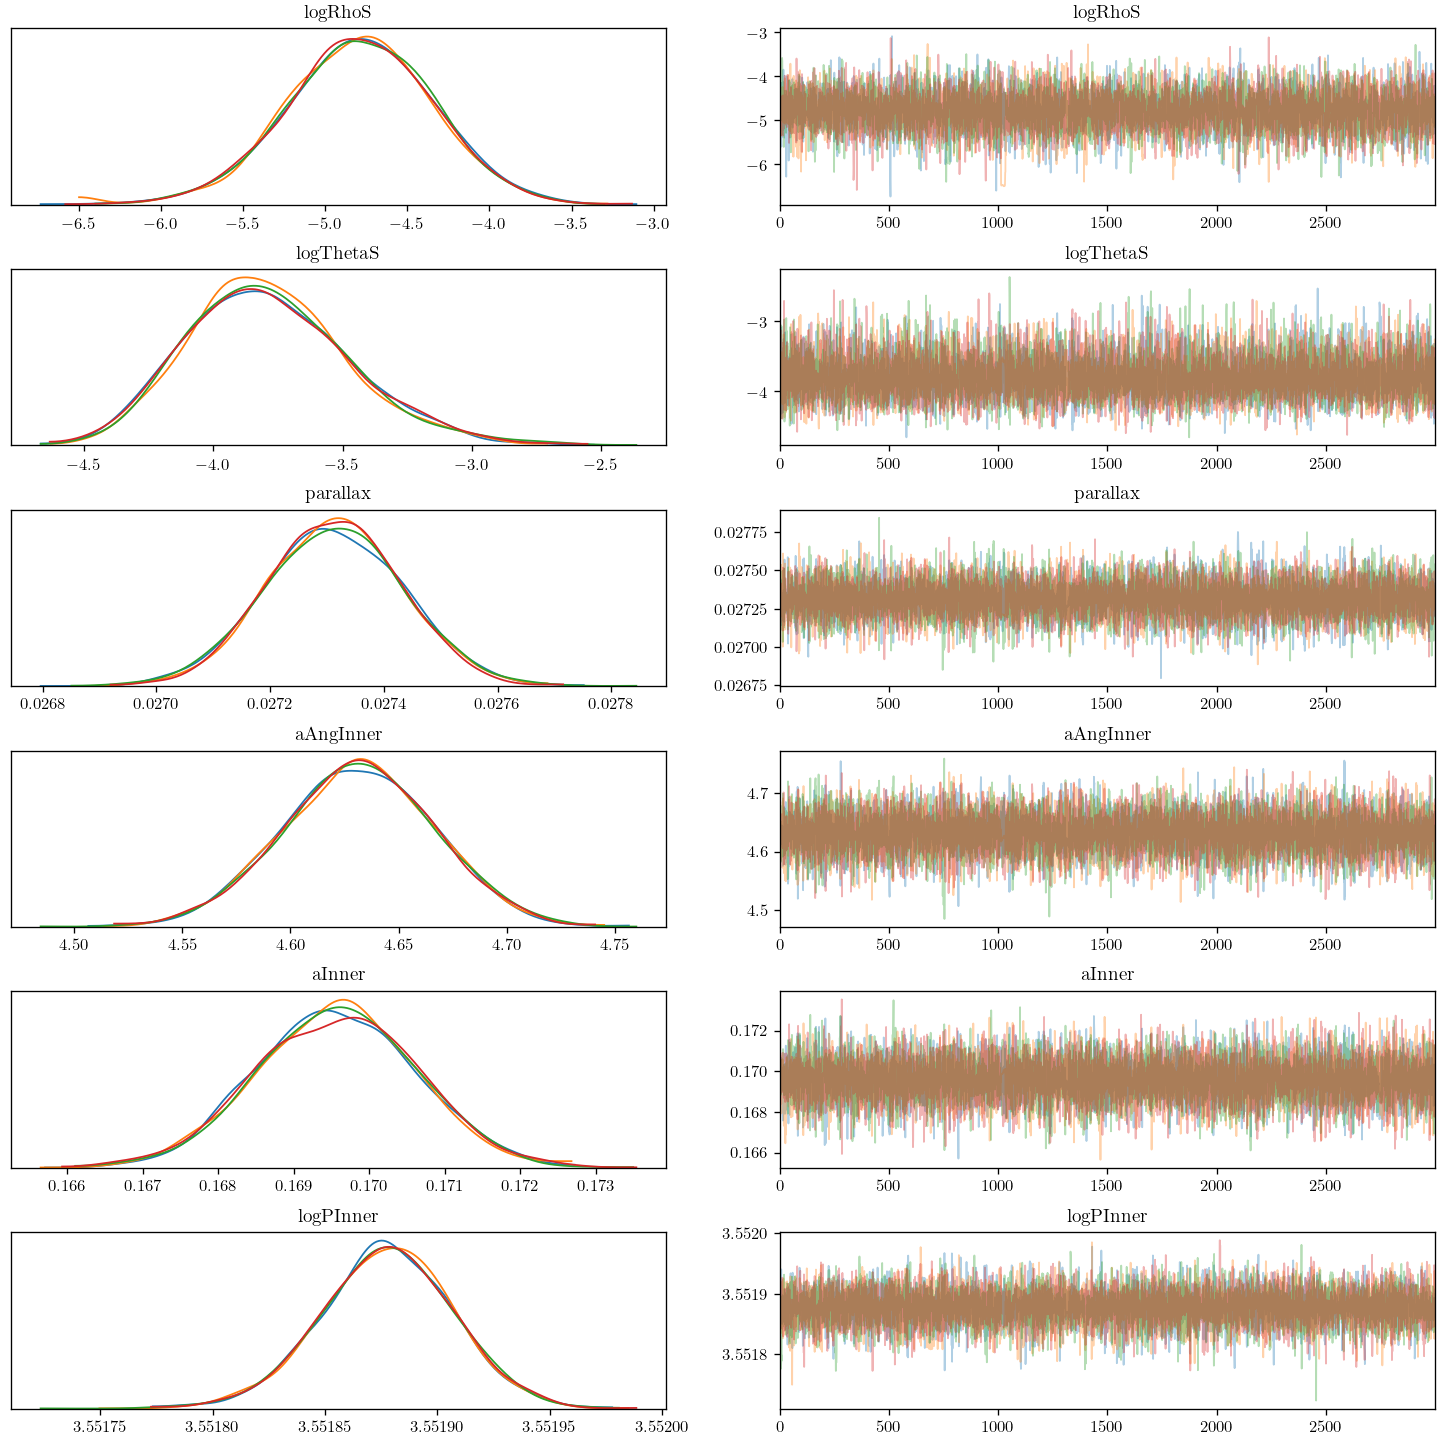 logRhoS logRhoS
−3
−4
−5
−6
−6.5 −6.0 −5.5 −5.0 −4.5 −4.0 −3.5 −3.0 0 500 1000 1500 2000 2500
logThetaS logThetaS
−3
−4
−4.5 −4.0 −3.5 −3.0 −2.5 0 500 1000 1500 2000 2500
parallax parallax
0.02775
0.02750
0.02725
0.02700
0.02675
0.0268 0.0270 0.0272 0.0274 0.0276 0.0278 0 500 1000 1500 2000 2500
aAngInner aAngInner
4.7
4.6
4.5
4.50 4.55 4.60 4.65 4.70 4.75 0 500 1000 1500 2000 2500
aInner aInner
0.172
0.170
0.168
0.166
0.166 0.167 0.168 0.169 0.170 0.171 0.172 0.173 0 500 1000 1500 2000 2500
logPInner logPInner
3.5520
3.5519
3.5518
3.55175 3.55180 3.55185 3.55190 3.55195 3.55200 0 500 1000 1500 2000 2500